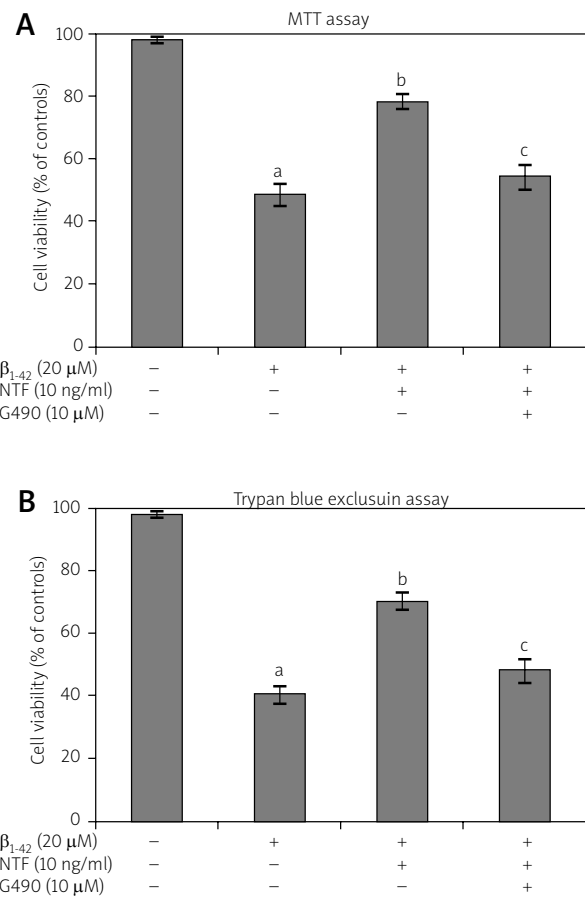 A
MTT assay
Cell viability (% of controls)
100
80
60
40
20
0
a
b
c
β1-42 (20 μM) – + + +
NTF (10 ng/ml) – – + +
G490 (10 μM) – – – +
B
Trypan blue exclusuin assay
Cell viability (% of controls)
100
80
60
40
20
0
a
b
c
β1-42 (20 μM) – + + +
NTF (10 ng/ml) – – + +
G490 (10 μM) – – – +